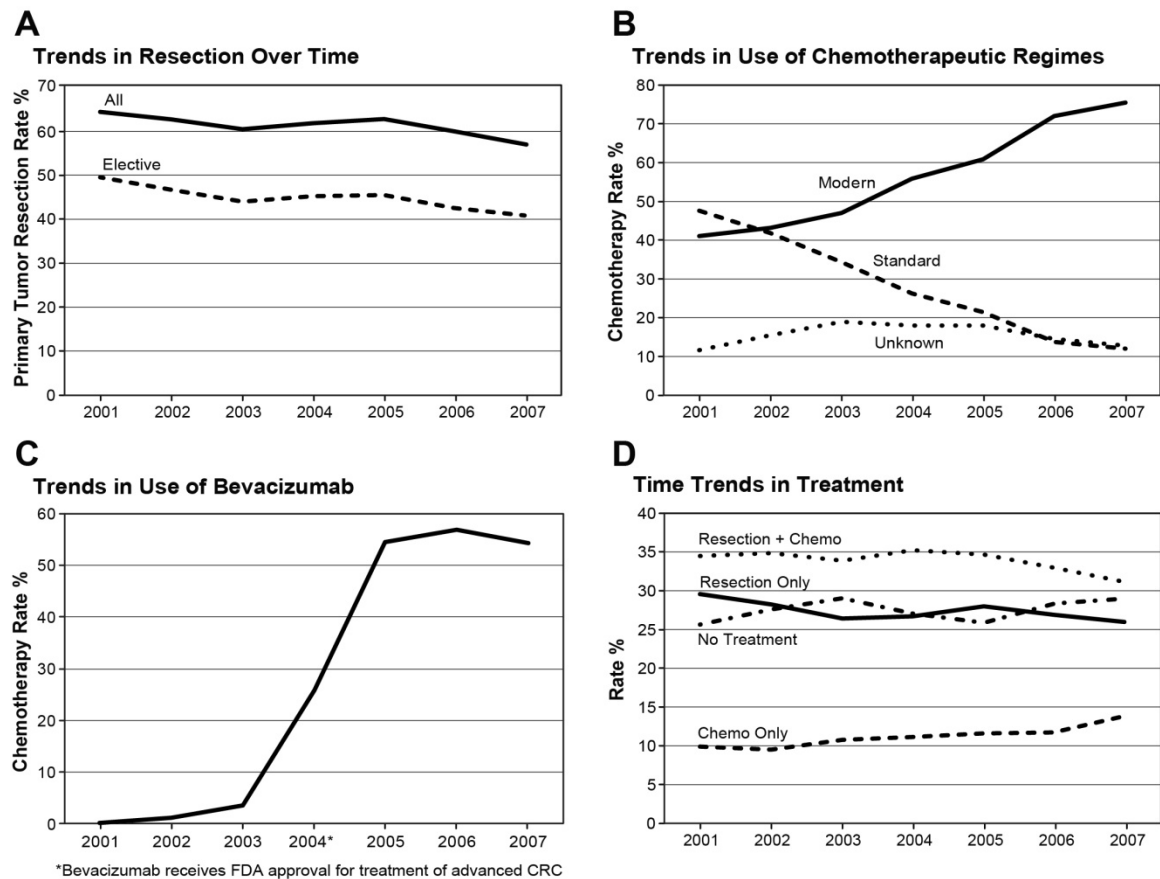 A
Trends in Resection Over Time
Primary Tumor Resection Rate %
70
60
50
40
30
20
10
0
All
Elective
2001 2002 2003 2004 2005 2006 2007
B
Trends in Use of Chemotherapeutic Regimes
Chemotherapy Rate %
80
70
60
50
40
30
20
10
0
Modern
Standard
Unknown
2001 2002 2003 2004 2005 2006 2007
C
Trends in Use of Bevacizumab
Chemotherapy Rate %
60
50
40
30
20
10
0
2001 2002 2003 2004* 2005 2006 2007
*Bevacizumab receives FDA approval for treatment of advanced CRC
D
Time Trends in Treatment
Rate %
40
35
30
25
20
15
10
5
0
Resection + Chemo
Resection Only
No Treatment
Chemo Only
2001 2002 2003 2004 2005 2006 2007